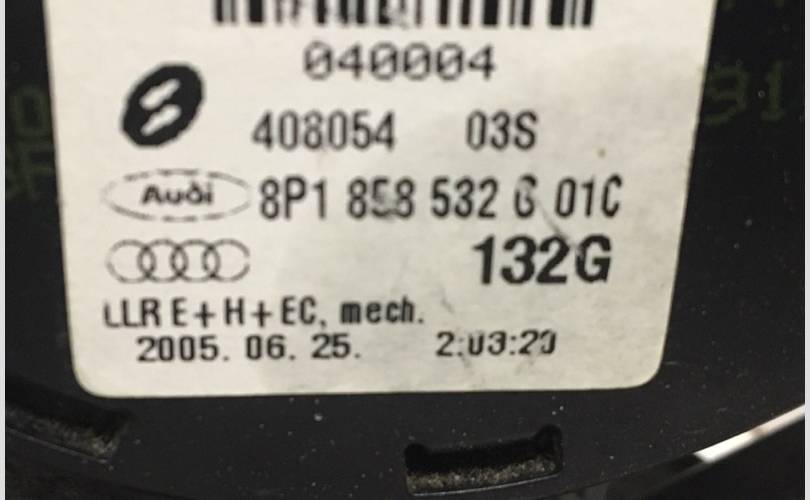 040004
408054 03S
Audi 8P1 858 532 G 01C
132G
LLR E+H+EC, mech.
2005. 06. 25. 2:03:20